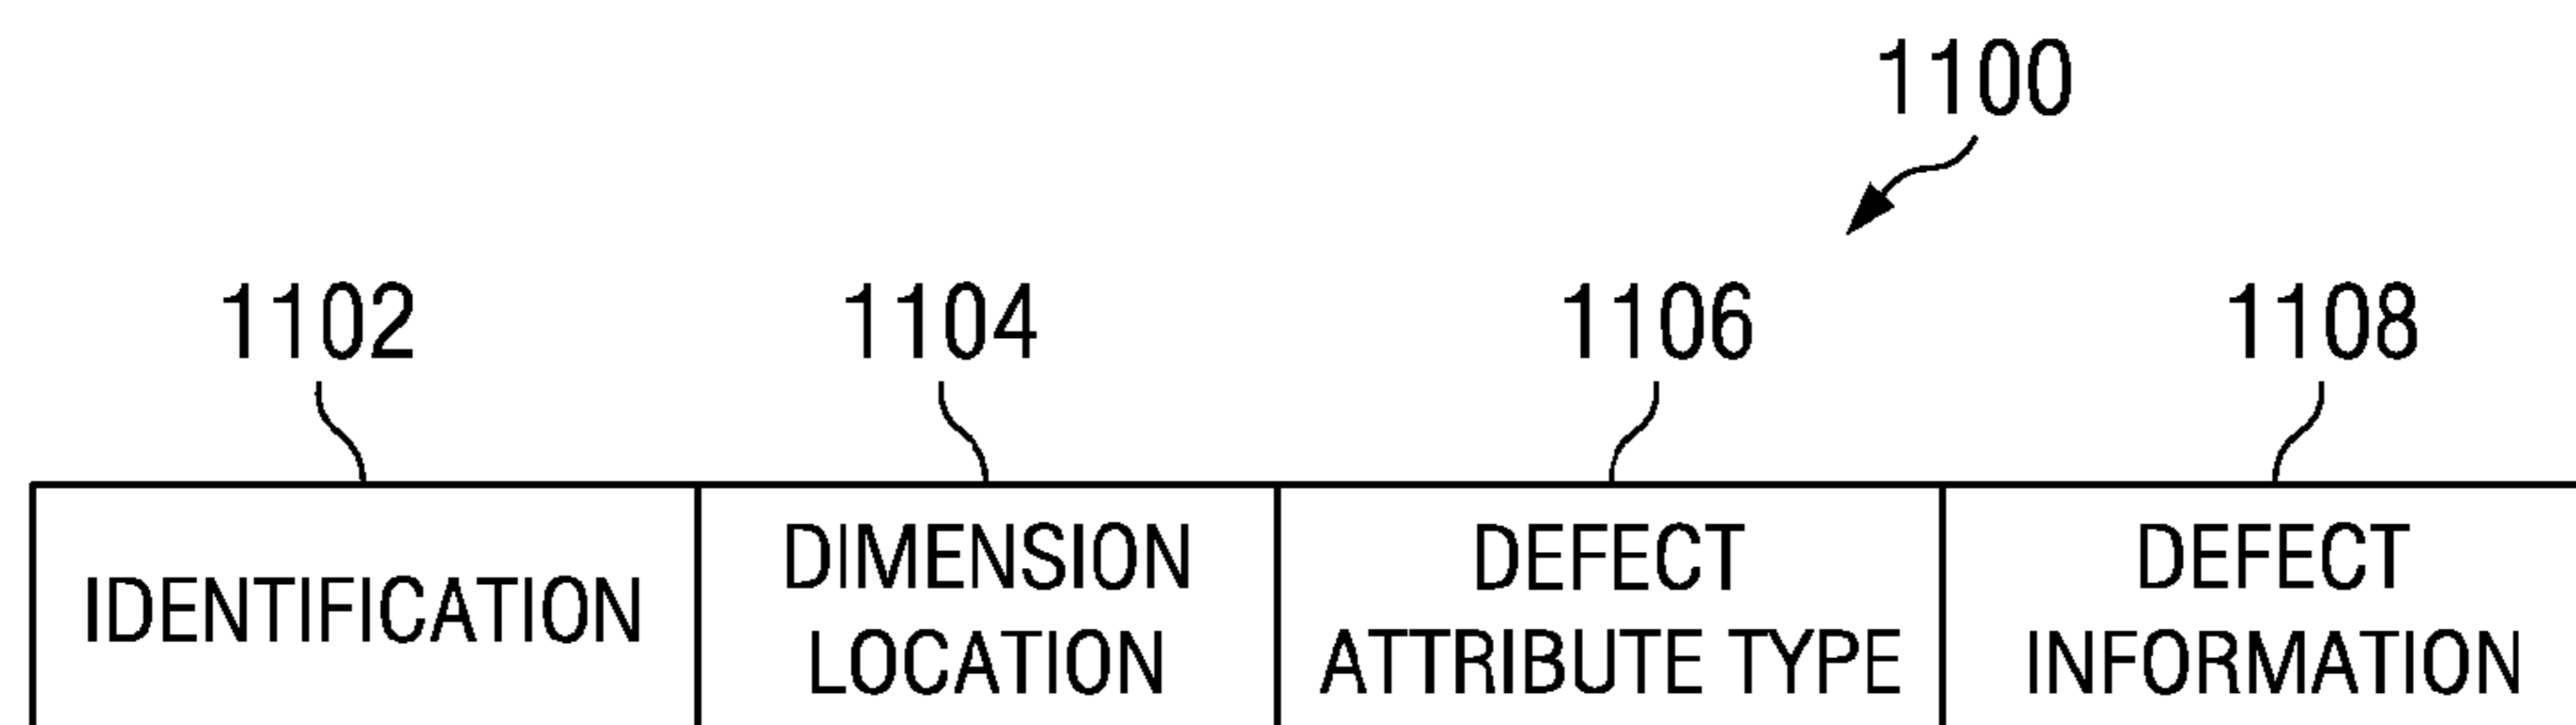 1100
1102 1104 1106 1108
IDENTIFICATION
DIMENSION
LOCATION
DEFECT
ATTRIBUTE TYPE
DEFECT
INFORMATION